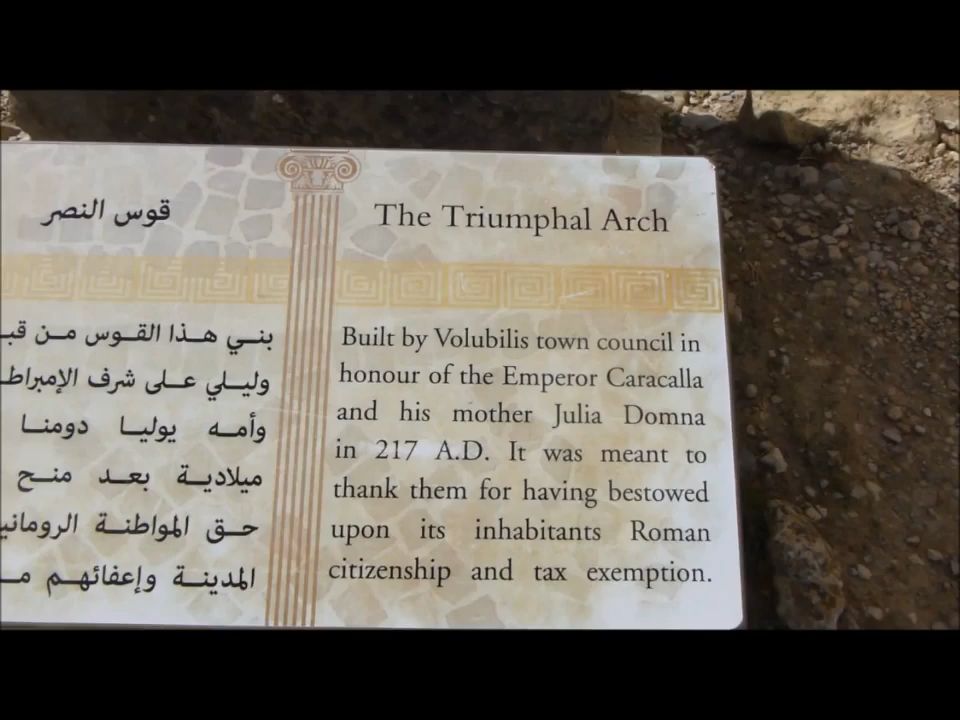 قوس النصر
بني هذا القوس من
وليلي على شرف
وأمه يوليا دومنا
ميلادية بعد منح
حق المواطنة
المدينة وإعفائهم
The Triumphal Arch
Built by Volubilis town council in
honour of the Emperor Caracalla
and his mother Julia Domna
in 217 A.D. It was meant to
thank them for having bestowed
upon its inhabitants Roman
citizenship and tax exemption.